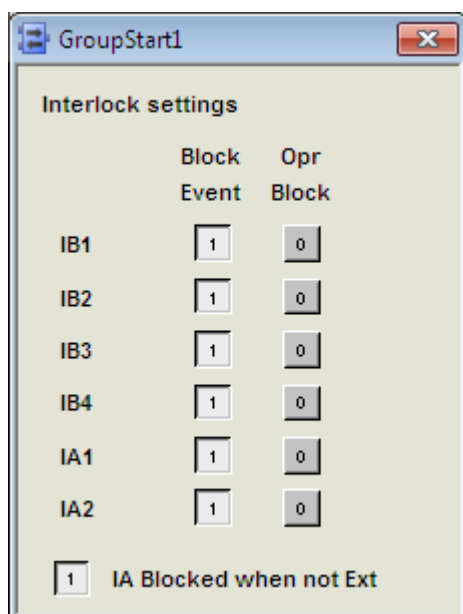 GroupStart1
Interlock settings
Block Opr
Event Block
IB1 1 0
IB2 1 0
IB3 1 0
IB4 1 0
IA1 1 0
IA2 1 0
1 IA Blocked when not Ext